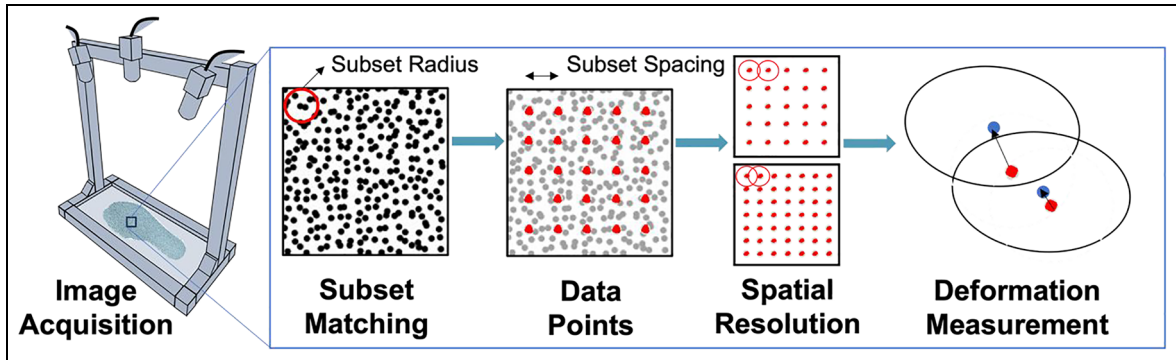 Subset Radius
Subset Spacing
Image
Acquisition
Subset
Matching
Data
Points
Spatial
Resolution
Deformation
Measurement